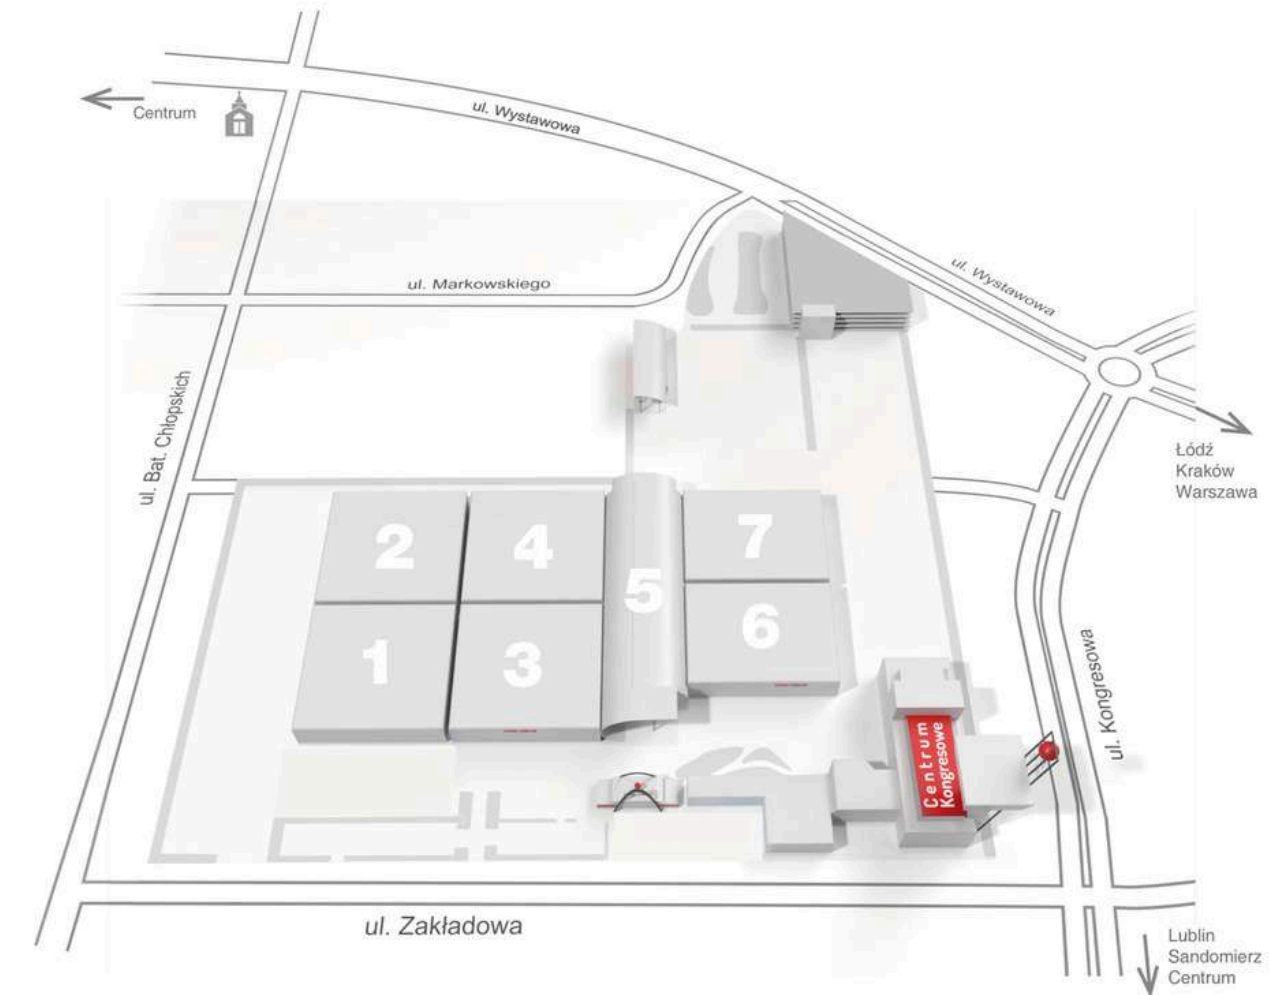 Centrum
ul. Wystawowa
ul. Markowskiego
ul. Wystawowa
ul. Bat. Chłopskich
Łódź
Kraków
Warszawa
2
4
7
5
1
3
6
ul. Kongresowa
Centrum
Kongresowe
ul. Zakładowa
Lublin
Sandomierz
Centrum